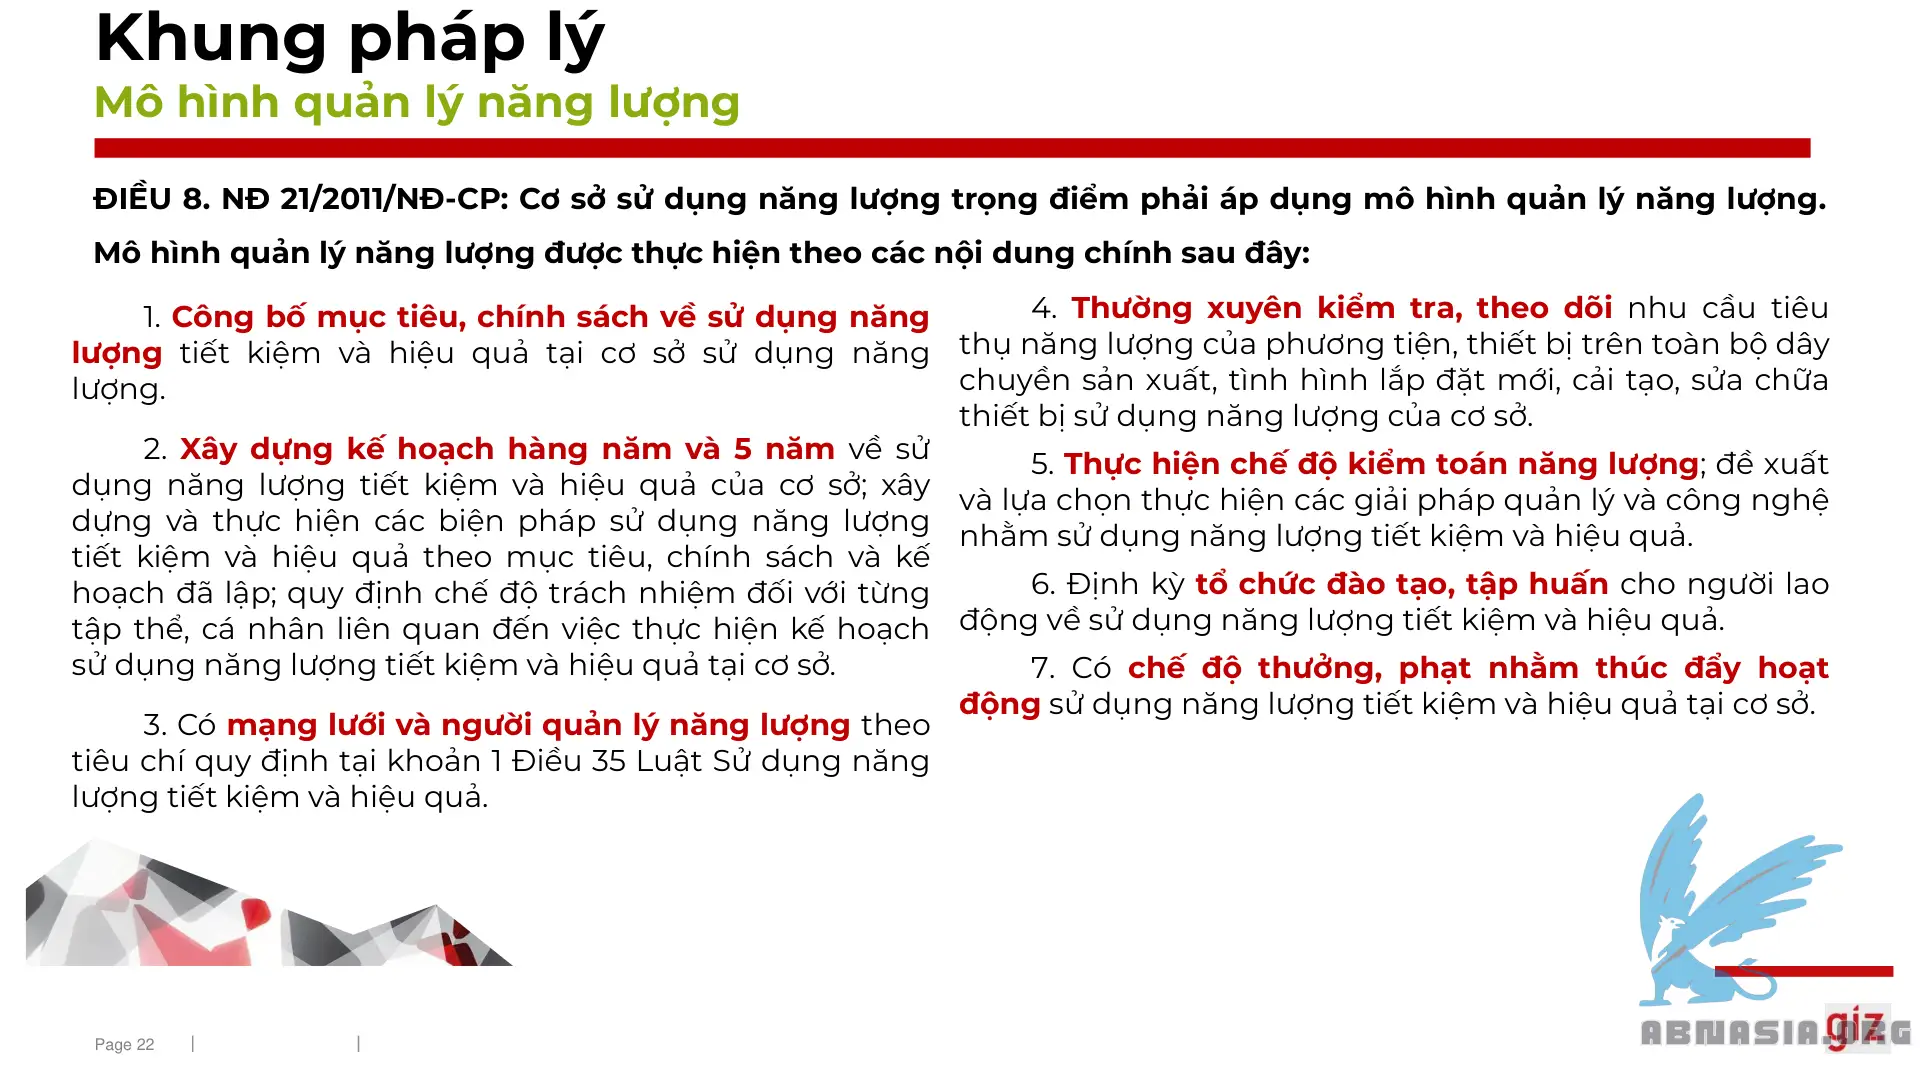 Khung pháp lý
Mô hình quản lý năng lượng
ĐIỀU 8. NĐ 21/2011/NĐ-CP: Cơ sở sử dụng năng lượng trọng điểm phải áp dụng mô hình quản lý năng lượng.
Mô hình quản lý năng lượng được thực hiện theo các nội dung chính sau đây:
1. Công bố mục tiêu, chính sách về sử dụng năng
lượng tiết kiệm và hiệu quả tại cơ sở sử dụng năng
lượng.
2. Xây dựng kế hoạch hàng năm và 5 năm về sử
dụng năng lượng tiết kiệm và hiệu quả của cơ sở; xây
dựng và thực hiện các biện pháp sử dụng năng lượng
tiết kiệm và hiệu quả theo mục tiêu, chính sách và kế
hoạch đã lập; quy định chế độ trách nhiệm đối với từng
tập thể, cá nhân liên quan đến việc thực hiện kế hoạch
sử dụng năng lượng tiết kiệm và hiệu quả tại cơ sở.
3. Có mạng lưới và người quản lý năng lượng theo
tiêu chí quy định tại khoản 1 Điều 35 Luật Sử dụng năng
lượng tiết kiệm và hiệu quả.
4. Thường xuyên kiểm tra, theo dõi nhu cầu tiêu
thụ năng lượng của phương tiện, thiết bị trên toàn bộ dây
chuyền sản xuất, tình hình lắp đặt mới, cải tạo, sửa chữa
thiết bị sử dụng năng lượng của cơ sở.
5. Thực hiện chế độ kiểm toán năng lượng; đề xuất
và lựa chọn thực hiện các giải pháp quản lý và công nghệ
nhằm sử dụng năng lượng tiết kiệm và hiệu quả.
6. Định kỳ tổ chức đào tạo, tập huấn cho người lao
động về sử dụng năng lượng tiết kiệm và hiệu quả.
7. Có chế độ thưởng, phạt nhằm thúc đẩy hoạt
động sử dụng năng lượng tiết kiệm và hiệu quả tại cơ sở.
Page 22
giz
ABNASIA.ORG